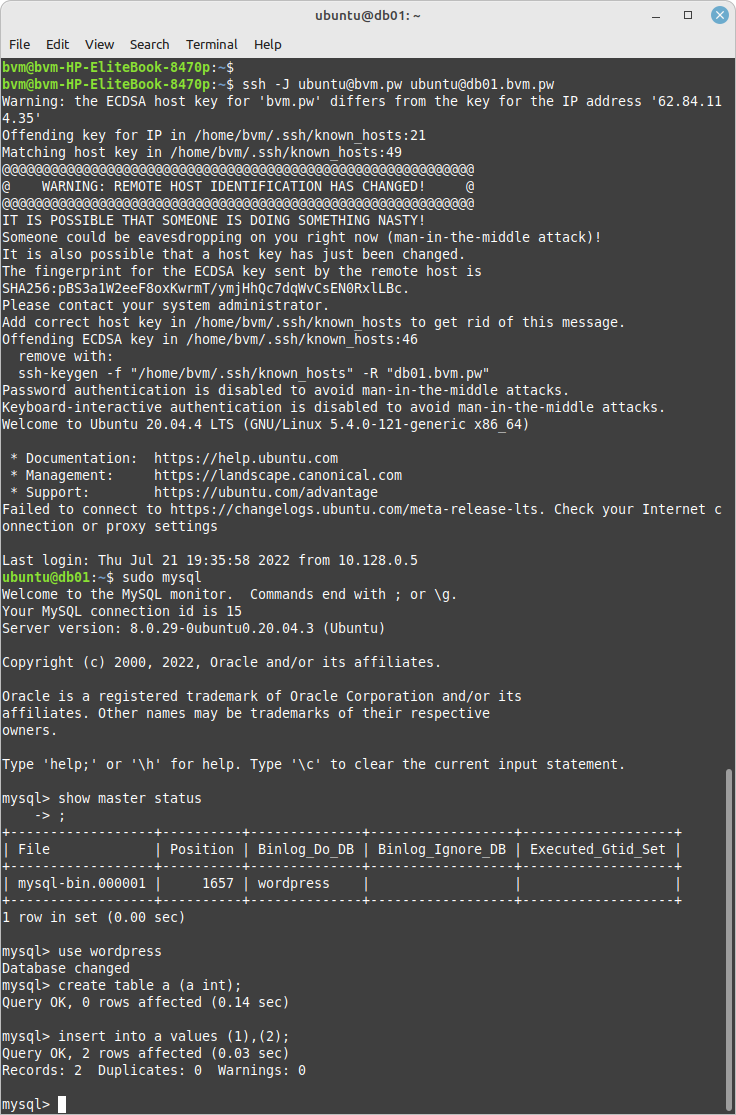 ubuntu@db01: ~
File Edit View Search Terminal Help
bvm@bvm-HP-EliteBook-8470p:~$
bvm@bvm-HP-EliteBook-8470p:~$ ssh -J ubuntu@bvm.pw ubuntu@db01.bvm.pw
Warning: the ECDSA host key for 'bvm.pw' differs from the key for the IP address '62.84.11
4.35'
Offending key for IP in /home/bvm/.ssh/known_hosts:21
Matching host key in /home/bvm/.ssh/known_hosts:49
@@@@@@@@@@@@@@@@@@@@@@@@@@@@@@@@@@@@@@@@@@@@@@@@@@@@@@@@@@@
@    WARNING: REMOTE HOST IDENTIFICATION HAS CHANGED!     @
@@@@@@@@@@@@@@@@@@@@@@@@@@@@@@@@@@@@@@@@@@@@@@@@@@@@@@@@@@@
IT IS POSSIBLE THAT SOMEONE IS DOING SOMETHING NASTY!
Someone could be eavesdropping on you right now (man-in-the-middle attack)!
It is also possible that a host key has just been changed.
The fingerprint for the ECDSA key sent by the remote host is
SHA256:pBS3a1W2eeF8oxKwrmT/ymjHhQc7dqWvCsEN0RxlLBc.
Please contact your system administrator.
Add correct host key in /home/bvm/.ssh/known_hosts to get rid of this message.
Offending ECDSA key in /home/bvm/.ssh/known_hosts:46
  remove with:
  ssh-keygen -f "/home/bvm/.ssh/known_hosts" -R "db01.bvm.pw"
Password authentication is disabled to avoid man-in-the-middle attacks.
Keyboard-interactive authentication is disabled to avoid man-in-the-middle attacks.
Welcome to Ubuntu 20.04.4 LTS (GNU/Linux 5.4.0-121-generic x86_64)

 * Documentation:  https://help.ubuntu.com
 * Management:     https://landscape.canonical.com
 * Support:        https://ubuntu.com/advantage
Failed to connect to https://changelogs.ubuntu.com/meta-release-lts. Check your Internet c
onnection or proxy settings

Last login: Thu Jul 21 19:35:58 2022 from 10.128.0.5
ubuntu@db01:~$ sudo mysql
Welcome to the MySQL monitor.  Commands end with ; or \g.
Your MySQL connection id is 15
Server version: 8.0.29-0ubuntu0.20.04.3 (Ubuntu)

Copyright (c) 2000, 2022, Oracle and/or its affiliates.

Oracle is a registered trademark of Oracle Corporation and/or its
affiliates. Other names may be trademarks of their respective
owners.

Type 'help;' or '\h' for help. Type '\c' to clear the current input statement.

mysql> show master status
    -> ;
+------------------+----------+--------------+------------------+-------------------+
| File             | Position | Binlog_Do_DB | Binlog_Ignore_DB | Executed_Gtid_Set |
+------------------+----------+--------------+------------------+-------------------+
| mysql-bin.000001 |     1657 | wordpress    |                  |                   |
+------------------+----------+--------------+------------------+-------------------+
1 row in set (0.00 sec)

mysql> use wordpress
Database changed
mysql> create table a (a int);
Query OK, 0 rows affected (0.14 sec)

mysql> insert into a values (1),(2);
Query OK, 2 rows affected (0.03 sec)
Records: 2  Duplicates: 0  Warnings: 0

mysql>